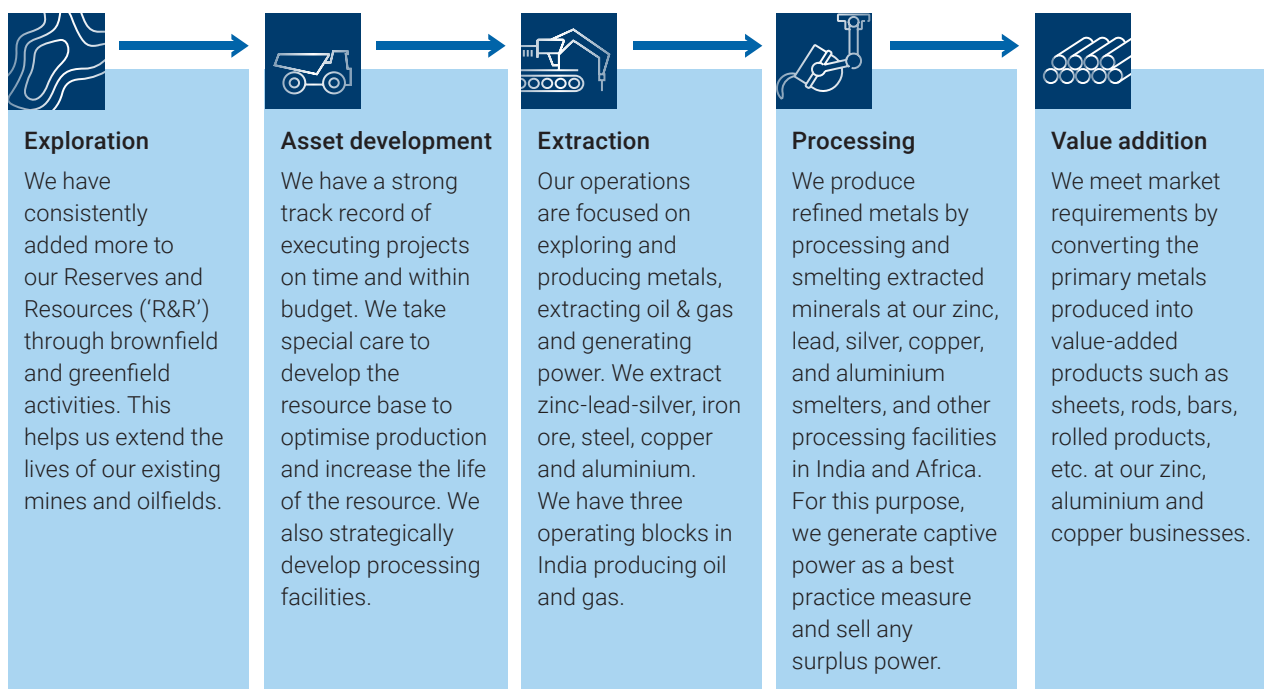 Exploration
We have
consistently
added more to
our Reserves and
Resources (‘R&R’)
through brownfield
and greenfield
activities. This
helps us extend the
lives of our existing
mines and oilfields.
Asset development
We have a strong
track record of
executing projects
on time and within
budget. We take
special care to
develop the
resource base to
optimise production
and increase the life
of the resource. We
also strategically
develop processing
facilities.
Extraction
Our operations
are focused on
exploring and
producing metals,
extracting oil & gas
and generating
power. We extract
zinc-lead-silver, iron
ore, steel, copper
and aluminium.
We have three
operating blocks in
India producing oil
and gas.
Processing
We produce
refined metals by
processing and
smelting extracted
minerals at our zinc,
lead, silver, copper,
and aluminium
smelters, and other
processing facilities
in India and Africa.
For this purpose,
we generate captive
power as a best
practice measure
and sell any
surplus power.
Value addition
We meet market
requirements by
converting the
primary metals
produced into
value-added
products such as
sheets, rods, bars,
rolled products,
etc. at our zinc,
aluminium and
copper businesses.